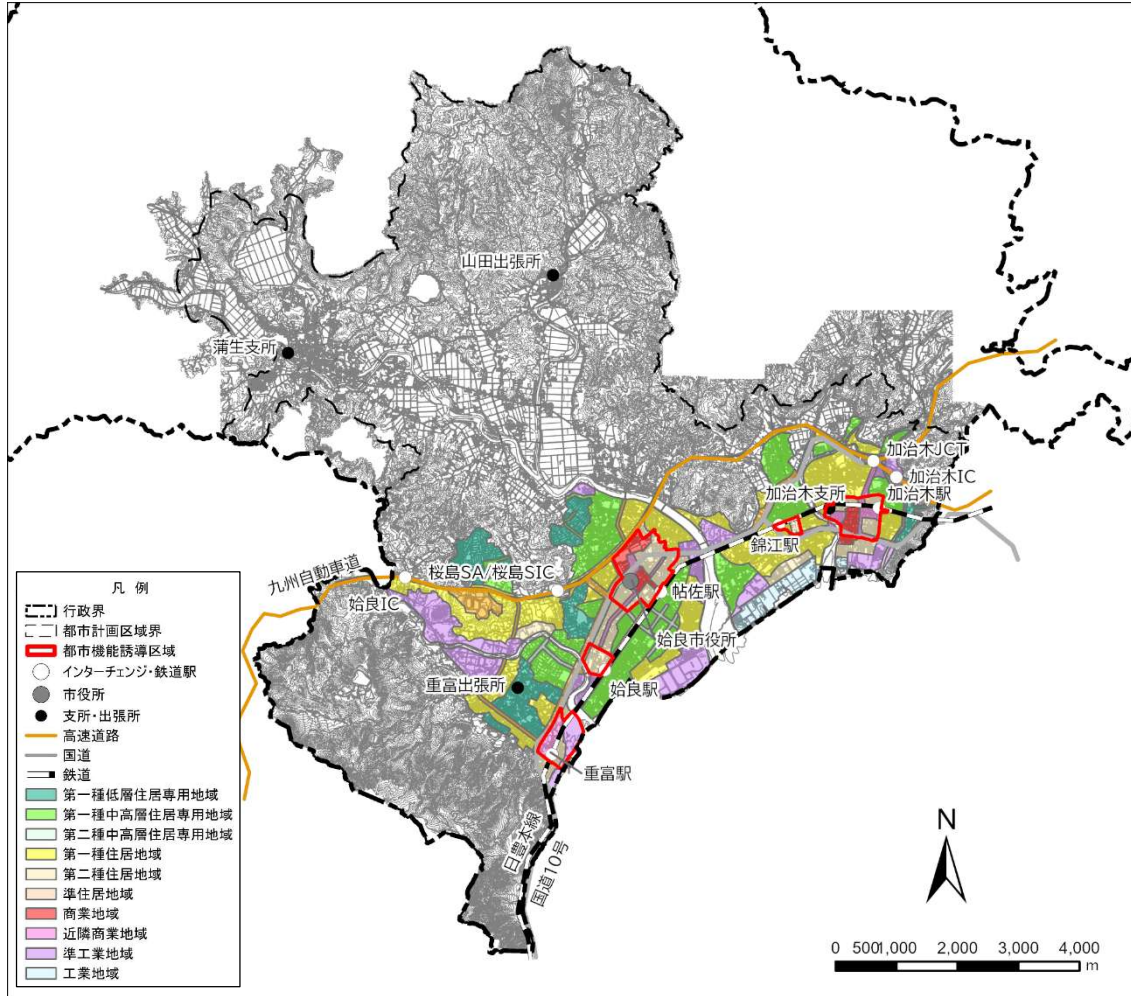 山田出張所
蒲生支所
加治木JCT
加治木IC
加治木支所
加治木駅
錦江駅
九州自動車道
桜島SA/桜島SIC
姶良IC
帖佐駅
姶良市役所
重富出張所
姶良駅
重富駅
日豊本線
国道10号
凡 例
行政界
都市計画区域界
都市機能誘導区域
インターチェンジ・鉄道駅
市役所
支所・出張所
高速道路
国道
鉄道
第一種低層住居専用地域
第一種中高層住居専用地域
第二種中高層住居専用地域
第一種住居地域
第二種住居地域
準住居地域
商業地域
近隣商業地域
準工業地域
工業地域
N
0 500 1,000 2,000 3,000 4,000
m